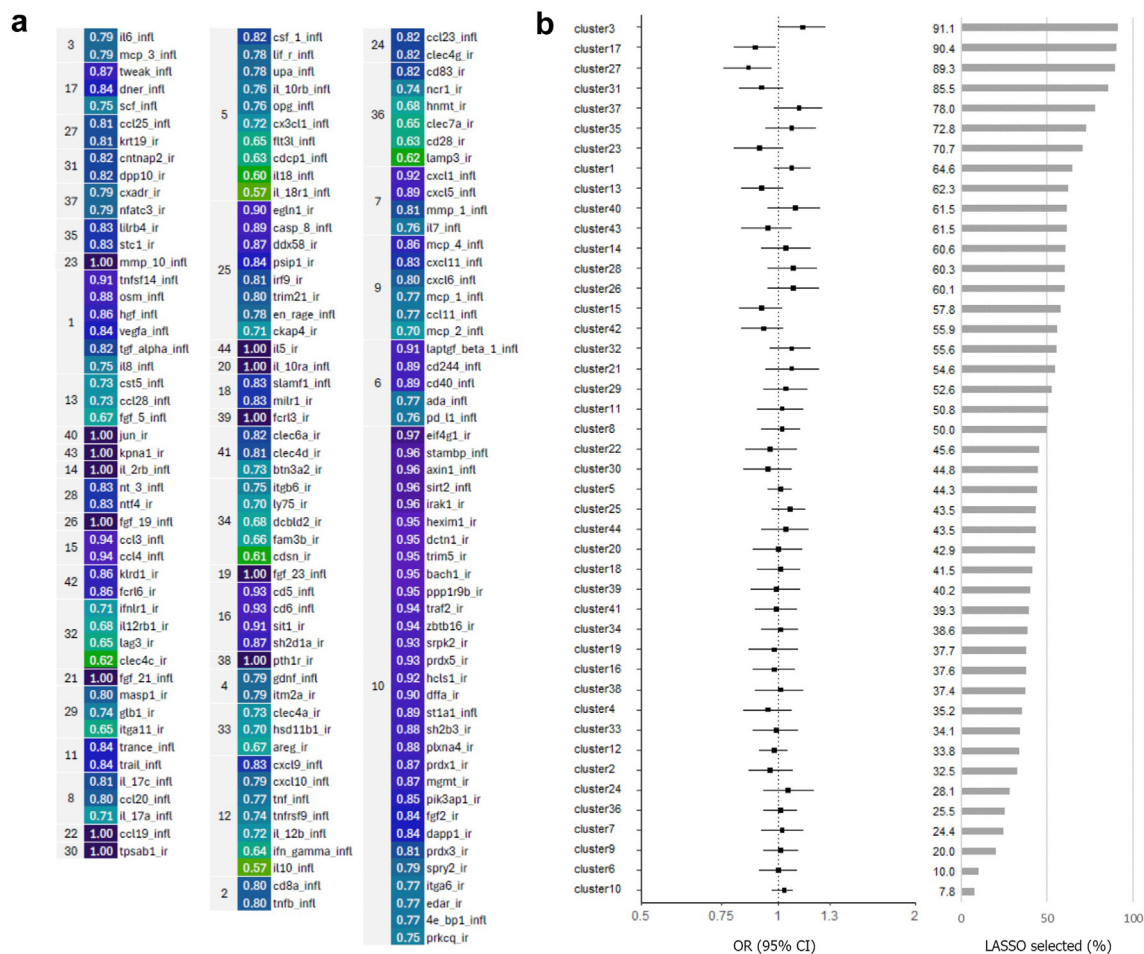 a
3
0.79 il6_infl
0.79 mcp_3_infl
17
0.87 tweak_infl
0.84 dner_infl
0.75 scf_infl
27
0.81 ccl25_infl
0.81 krt19_ir
31
0.82 cntnap2_ir
0.82 dpp10_ir
37
0.79 cxadr_ir
0.79 nfatc3_ir
35
0.83 lilrb4_ir
0.83 stc1_ir
23
1.00 mmp_10_infl
1
0.91 tnfsf14_infl
0.88 osm_infl
0.86 hgf_infl
0.84 vegfa_infl
0.82 tgf_alpha_infl
0.75 il8_infl
13
0.73 cst5_infl
0.73 ccl28_infl
0.67 fgf_5_infl
40
1.00 jun_ir
43
1.00 kpna1_ir
14
1.00 il_2rb_infl
28
0.83 nt_3_infl
0.83 ntf4_ir
26
1.00 fgf_19_infl
15
0.94 ccl3_infl
0.94 ccl4_infl
42
0.86 klrd1_ir
0.86 fcrl6_ir
32
0.71 ifnlr1_ir
0.68 il12rb1_ir
0.65 lag3_ir
0.62 clec4c_ir
21
1.00 fgf_21_infl
29
0.80 masp1_ir
0.74 glb1_ir
0.65 itga11_ir
11
0.84 trance_infl
0.84 trail_infl
8
0.81 il_17c_infl
0.80 ccl20_infl
0.71 il_17a_infl
22
1.00 ccl19_infl
30
1.00 tpsab1_ir
5
0.82 csf_1_infl
0.78 lif_r_infl
0.78 upa_infl
0.76 il_10rb_infl
0.76 opg_infl
0.72 cx3cl1_infl
0.65 flt3l_infl
0.63 cdcp1_infl
0.60 il18_infl
0.57 il_18r1_infl
25
0.90 egln1_ir
0.89 casp_8_infl
0.87 ddx58_ir
0.84 psip1_ir
0.81 irf9_ir
0.80 trim21_ir
0.78 en_rage_infl
0.71 ckap4_ir
44
1.00 il5_ir
20
1.00 il_10ra_infl
18
0.83 slamf1_infl
0.83 milr1_ir
39
1.00 fcrl3_ir
41
0.82 clec6a_ir
0.81 clec4d_ir
0.73 btn3a2_ir
34
0.75 itgb6_ir
0.70 ly75_ir
0.68 dcbld2_ir
0.66 fam3b_ir
0.61 cdsn_ir
19
1.00 fgf_23_infl
16
0.93 cd5_infl
0.93 cd6_infl
0.91 sit1_ir
0.87 sh2d1a_ir
38
1.00 pth1r_ir
4
0.79 gdnf_infl
0.79 itm2a_ir
33
0.73 clec4a_ir
0.70 hsd11b1_ir
0.67 areg_ir
12
0.83 cxcl9_infl
0.79 cxcl10_infl
0.77 tnf_infl
0.74 tnfrsf9_infl
0.72 il_12b_infl
0.64 ifn_gamma_infl
0.57 il10_infl
2
0.80 cd8a_infl
0.80 tnfb_infl
24
0.82 ccl23_infl
0.82 clec4g_ir
36
0.82 cd83_ir
0.74 ncr1_ir
0.68 hnmt_ir
0.65 clec7a_ir
0.63 cd28_ir
0.62 lamp3_ir
7
0.92 cxcl1_infl
0.89 cxcl5_infl
0.81 mmp_1_infl
0.76 il7_infl
9
0.86 mcp_4_infl
0.83 cxcl11_infl
0.80 cxcl6_infl
0.77 mcp_1_infl
0.77 ccl11_infl
0.70 mcp_2_infl
6
0.91 laptgf_beta_1_infl
0.89 cd244_infl
0.89 cd40_infl
0.77 ada_infl
0.76 pd_l1_infl
10
0.97 eif4g1_ir
0.96 stambp_infl
0.96 axin1_infl
0.96 sirt2_infl
0.96 irak1_ir
0.95 hexim1_ir
0.95 dctn1_ir
0.95 trim5_ir
0.95 bach1_ir
0.95 ppp1r9b_ir
0.94 traf2_ir
0.94 zbtb16_ir
0.93 srpk2_ir
0.93 prdx5_ir
0.92 hcls1_ir
0.90 dffa_ir
0.89 st1a1_infl
0.88 sh2b3_ir
0.88 plxna4_ir
0.87 prdx1_ir
0.87 mgmt_ir
0.85 pik3ap1_ir
0.84 fgf2_ir
0.84 dapp1_ir
0.81 prdx3_ir
0.79 spry2_ir
0.77 itga6_ir
0.77 edar_ir
0.77 4e_bp1_infl
0.75 prkcq_ir
b
cluster3 91.1
cluster17 90.4
cluster27 89.3
cluster31 85.5
cluster37 78.0
cluster35 72.8
cluster23 70.7
cluster1 64.6
cluster13 62.3
cluster40 61.5
cluster43 61.5
cluster14 60.6
cluster28 60.3
cluster26 60.1
cluster15 57.8
cluster42 55.9
cluster32 55.6
cluster21 54.6
cluster29 52.6
cluster11 50.8
cluster8 50.0
cluster22 45.6
cluster30 44.8
cluster5 44.3
cluster25 43.5
cluster44 43.5
cluster20 42.9
cluster18 41.5
cluster39 40.2
cluster41 39.3
cluster34 38.6
cluster19 37.7
cluster16 37.6
cluster38 37.4
cluster4 35.2
cluster33 34.1
cluster12 33.8
cluster2 32.5
cluster24 28.1
cluster36 25.5
cluster7 24.4
cluster9 20.0
cluster6 10.0
cluster10 7.8
0.5 0.75 1 1.3 2
0 50 100
OR (95% CI)
LASSO selected (%)